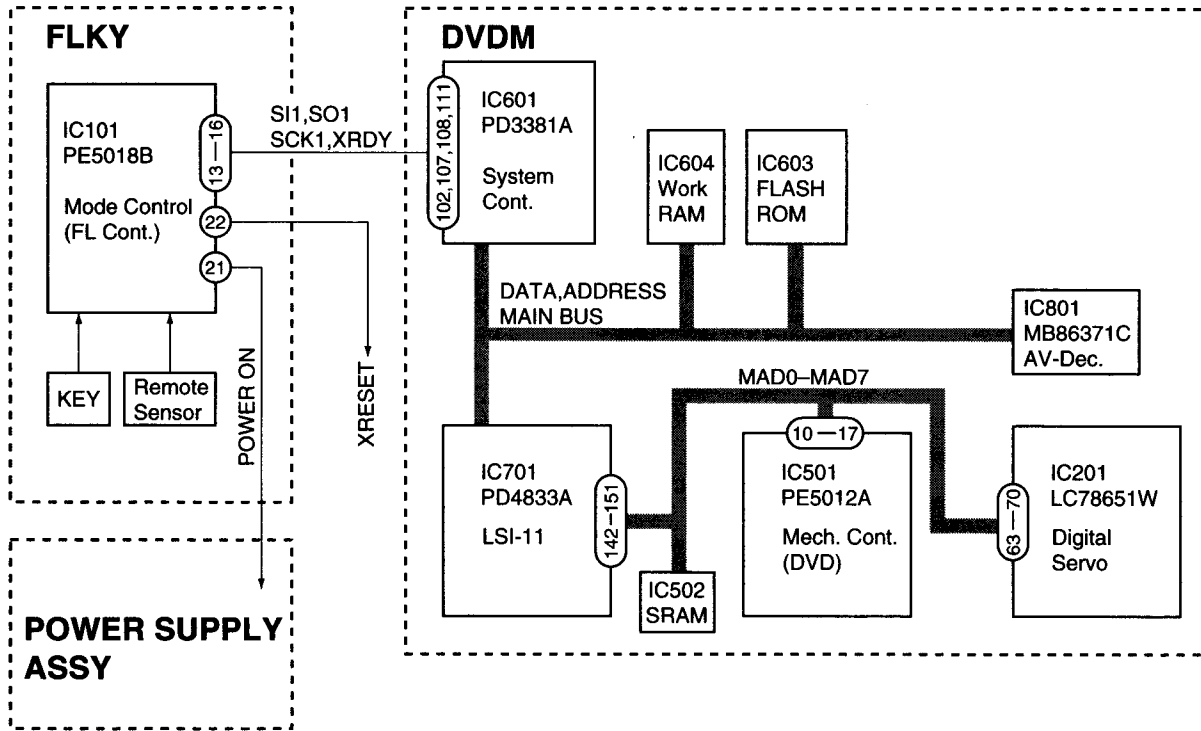 FLKY
IC101
PE5018B
Mode Control
(FL Cont.)
13—16
22
21
KEY
Remote
Sensor
POWER ON
XRESET
SI1,SO1
SCK1,XRDY
POWER SUPPLY
ASSY
DVDM
102,107,108,111
IC601
PD3381A
System
Cont.
IC604
Work
RAM
IC603
FLASH
ROM
DATA,ADDRESS
MAIN BUS
IC801
MB86371C
AV-Dec.
MAD0–MAD7
IC701
PD4833A
LSI-11
142–151
IC502
SRAM
10—17
IC501
PE5012A
Mech. Cont.
(DVD)
63—70
IC201
LC78651W
Digital
Servo